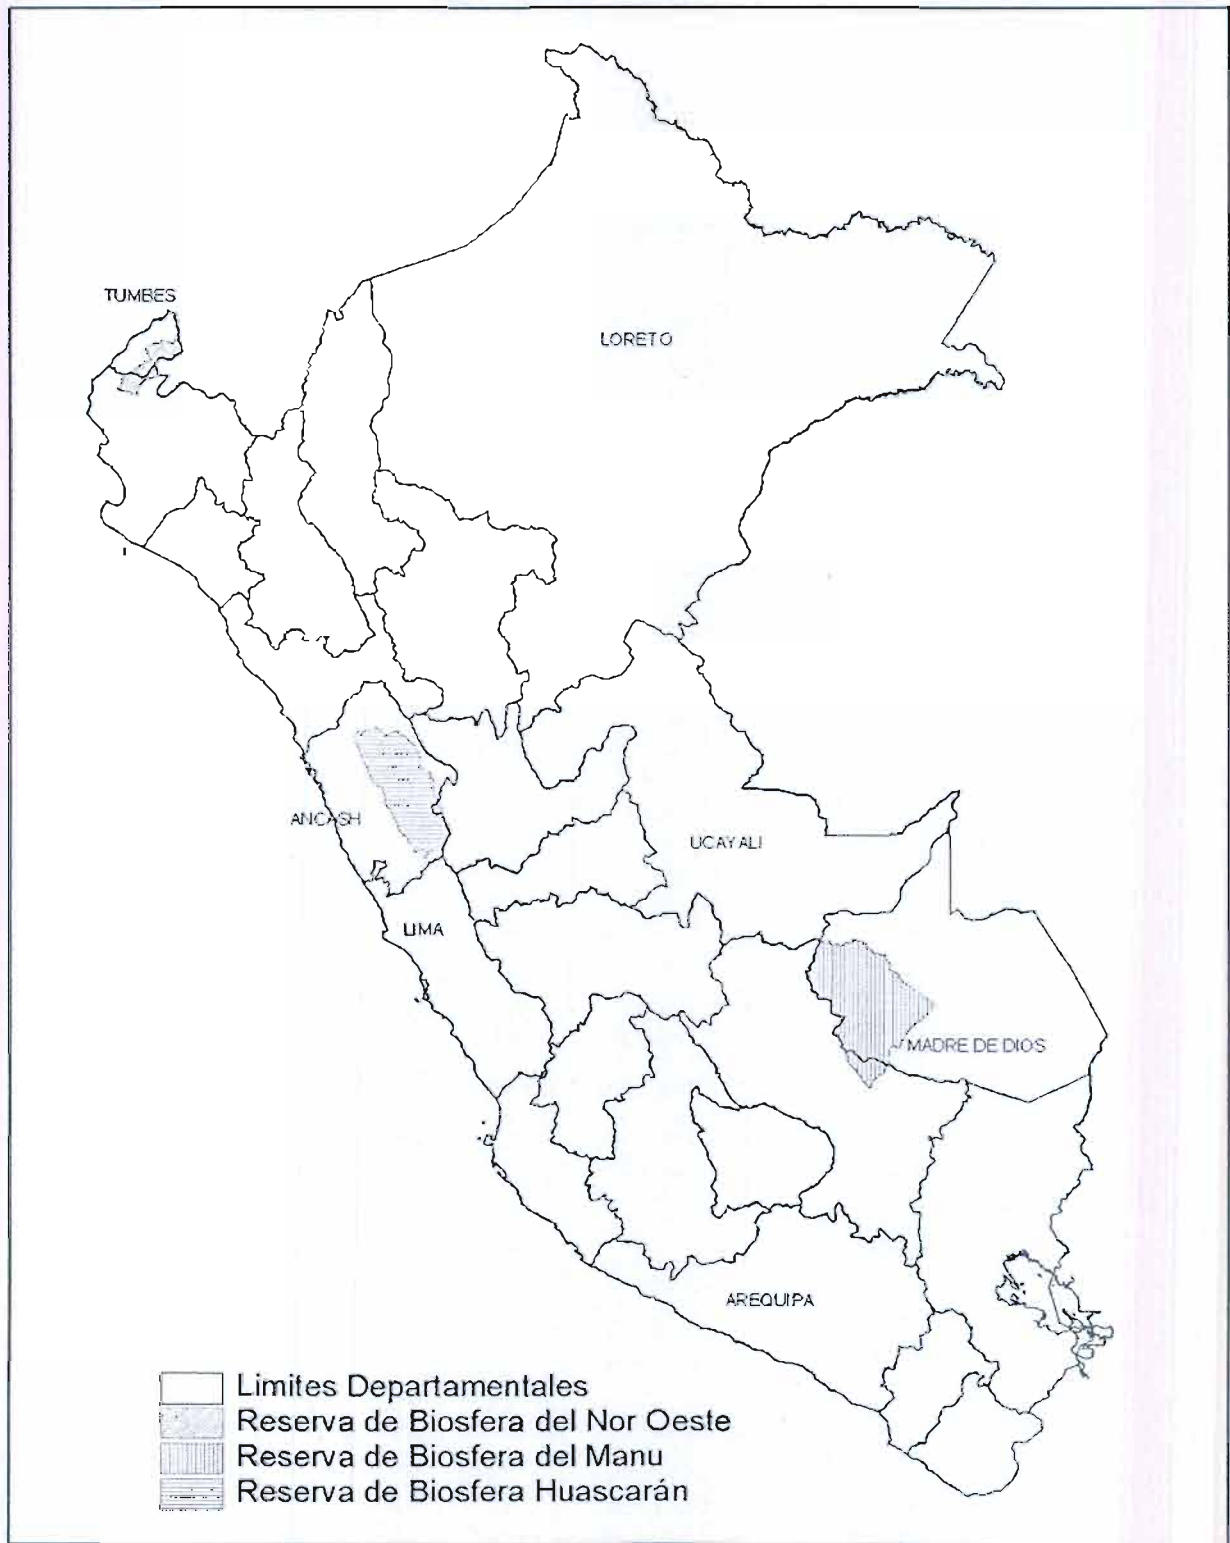 TUMBES
LORETO
ANCASH
UCAYALI
LIMA
MADRE DE DIOS
AREQUIPA
Limites Departamentales
Reserva de Biosfera del Nor Oeste
Reserva de Biosfera del Manu
Reserva de Biosfera Huascarán